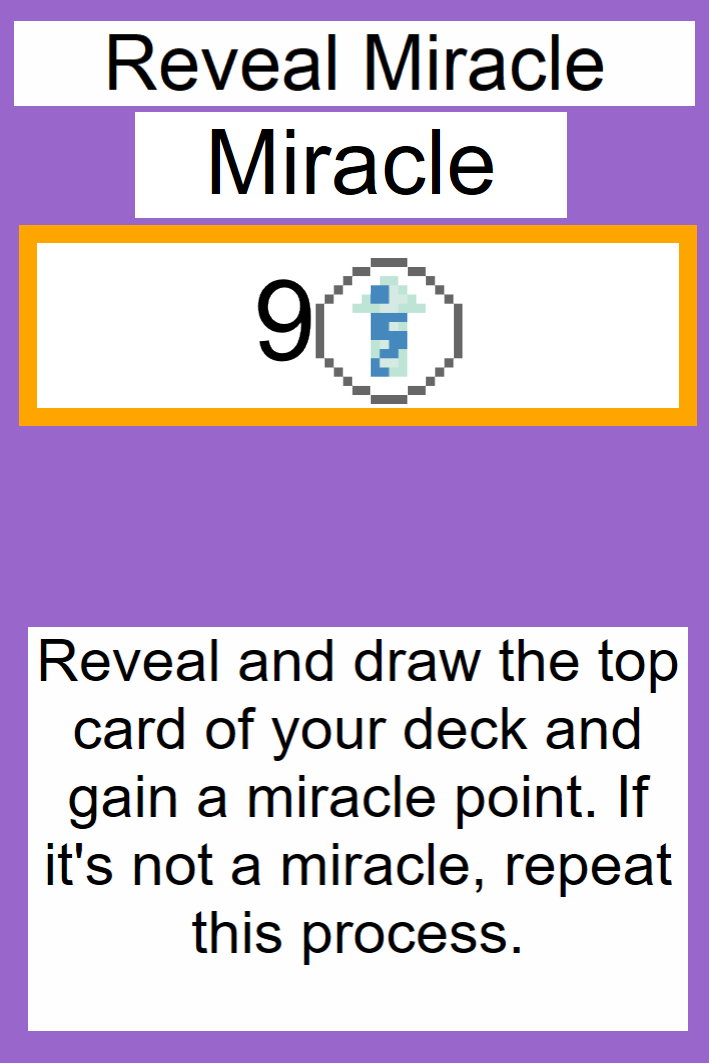 Reveal Miracle
Miracle
9
Reveal and draw the top
card of your deck and
gain a miracle point. If
it's not a miracle, repeat
this process.